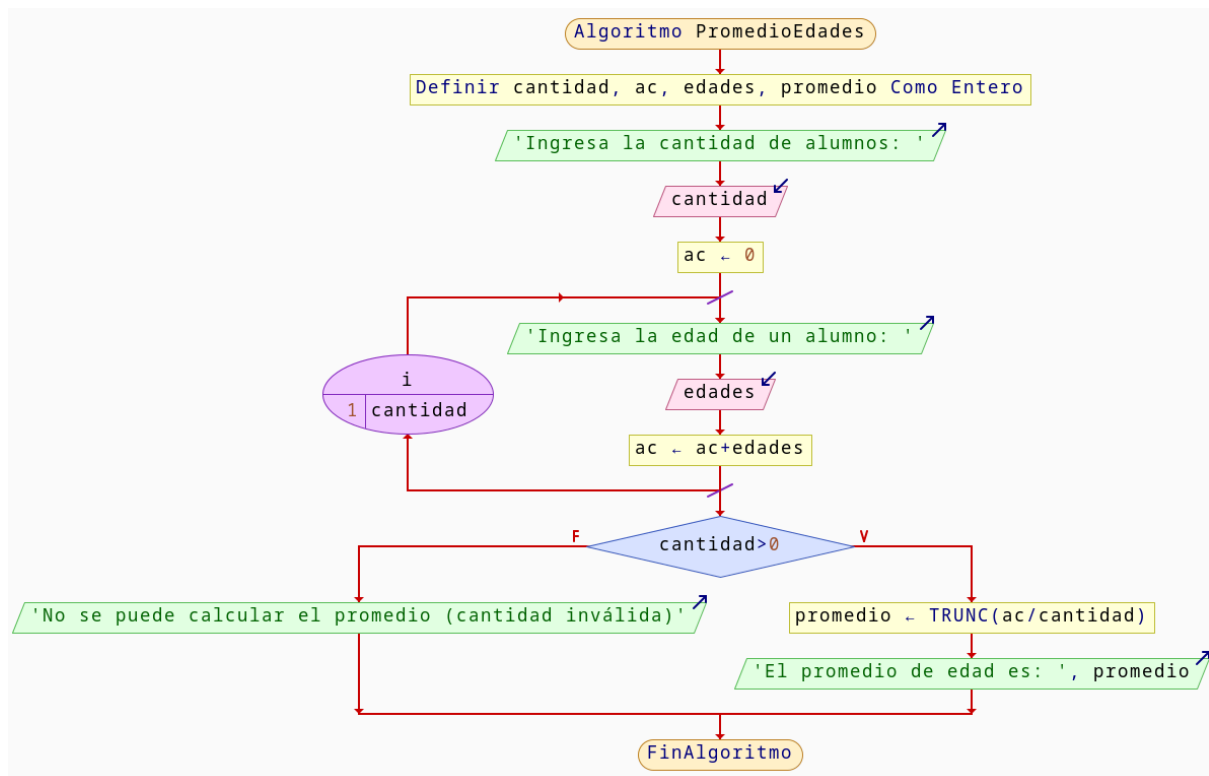 Algoritmo PromedioEdades
Definir cantidad, ac, edades, promedio Como Entero
'Ingresa la cantidad de alumnos: '
cantidad
ac ← 0
'Ingresa la edad de un alumno: '
i
1 cantidad
edades
ac ← ac+edades
F
cantidad>0
V
'No se puede calcular el promedio (cantidad inválida)'
promedio ← TRUNC(ac/cantidad)
'El promedio de edad es: ', promedio
FinAlgoritmo